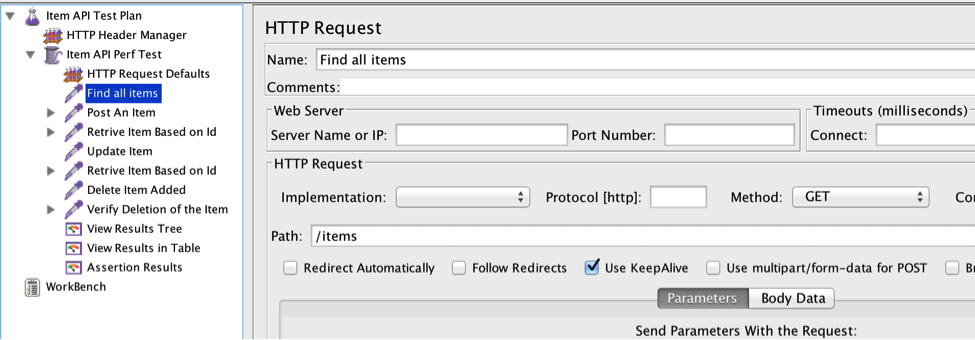 Item API Test Plan
HTTP Header Manager
Item API Perf Test
HTTP Request Defaults
Find all items
Post An Item
Retrive Item Based on Id
Update Item
Retrive Item Based on Id
Delete Item Added
Verify Deletion of the Item
View Results Tree
View Results in Table
Assertion Results
WorkBench
HTTP Request
Name: Find all items
Comments:
Web Server
Timeouts (milliseconds)
Server Name or IP: Port Number: Connect:
HTTP Request
Implementation: Protocol [http]: Method: GET
Path: /items
Redirect Automatically Follow Redirects Use KeepAlive Use multipart/form-data for POST
Parameters Body Data
Send Parameters With the Request: